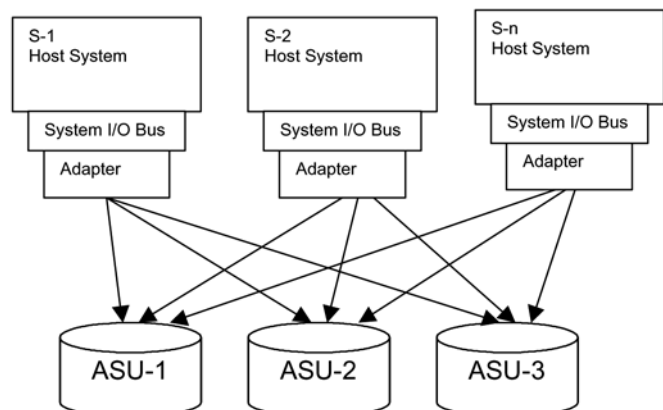 S-1
Host System
S-2
Host System
S-n
Host System
System I/O Bus
System I/O Bus
System I/O Bus
Adapter
Adapter
Adapter
ASU-1
ASU-2
ASU-3